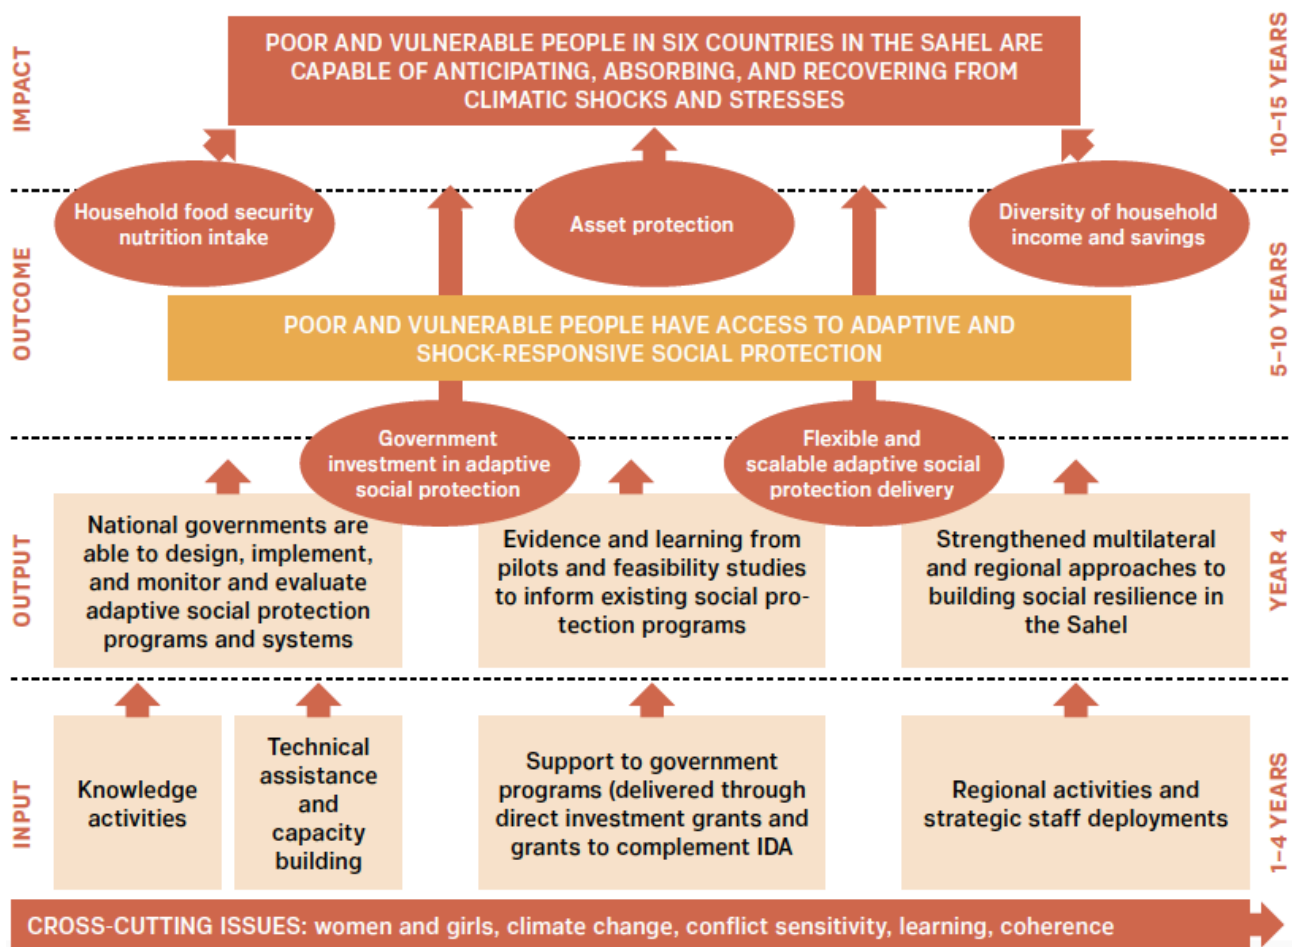 IMPACT
POOR AND VULNERABLE PEOPLE IN SIX COUNTRIES IN THE SAHEL ARE
CAPABLE OF ANTICIPATING, ABSORBING, AND RECOVERING FROM
CLIMATIC SHOCKS AND STRESSES
10–15 YEARS
Household food security
nutrition intake
Asset protection
Diversity of household
income and savings
OUTCOME
POOR AND VULNERABLE PEOPLE HAVE ACCESS TO ADAPTIVE AND
SHOCK-RESPONSIVE SOCIAL PROTECTION
5–10 YEARS
Government
investment in adaptive
social protection
Flexible and
scalable adaptive social
protection delivery
OUTPUT
National governments are
able to design, implement,
and monitor and evaluate
adaptive social protection
programs and systems
Evidence and learning from
pilots and feasibility studies
to inform existing social pro-
tection programs
Strengthened multilateral
and regional approaches to
building social resilience in
the Sahel
YEAR 4
INPUT
Knowledge
activities
Technical
assistance
and
capacity
building
Support to government
programs (delivered through
direct investment grants and
grants to complement IDA
Regional activities and
strategic staff deployments
1–4 YEARS
CROSS-CUTTING ISSUES: women and girls, climate change, conflict sensitivity, learning, coherence